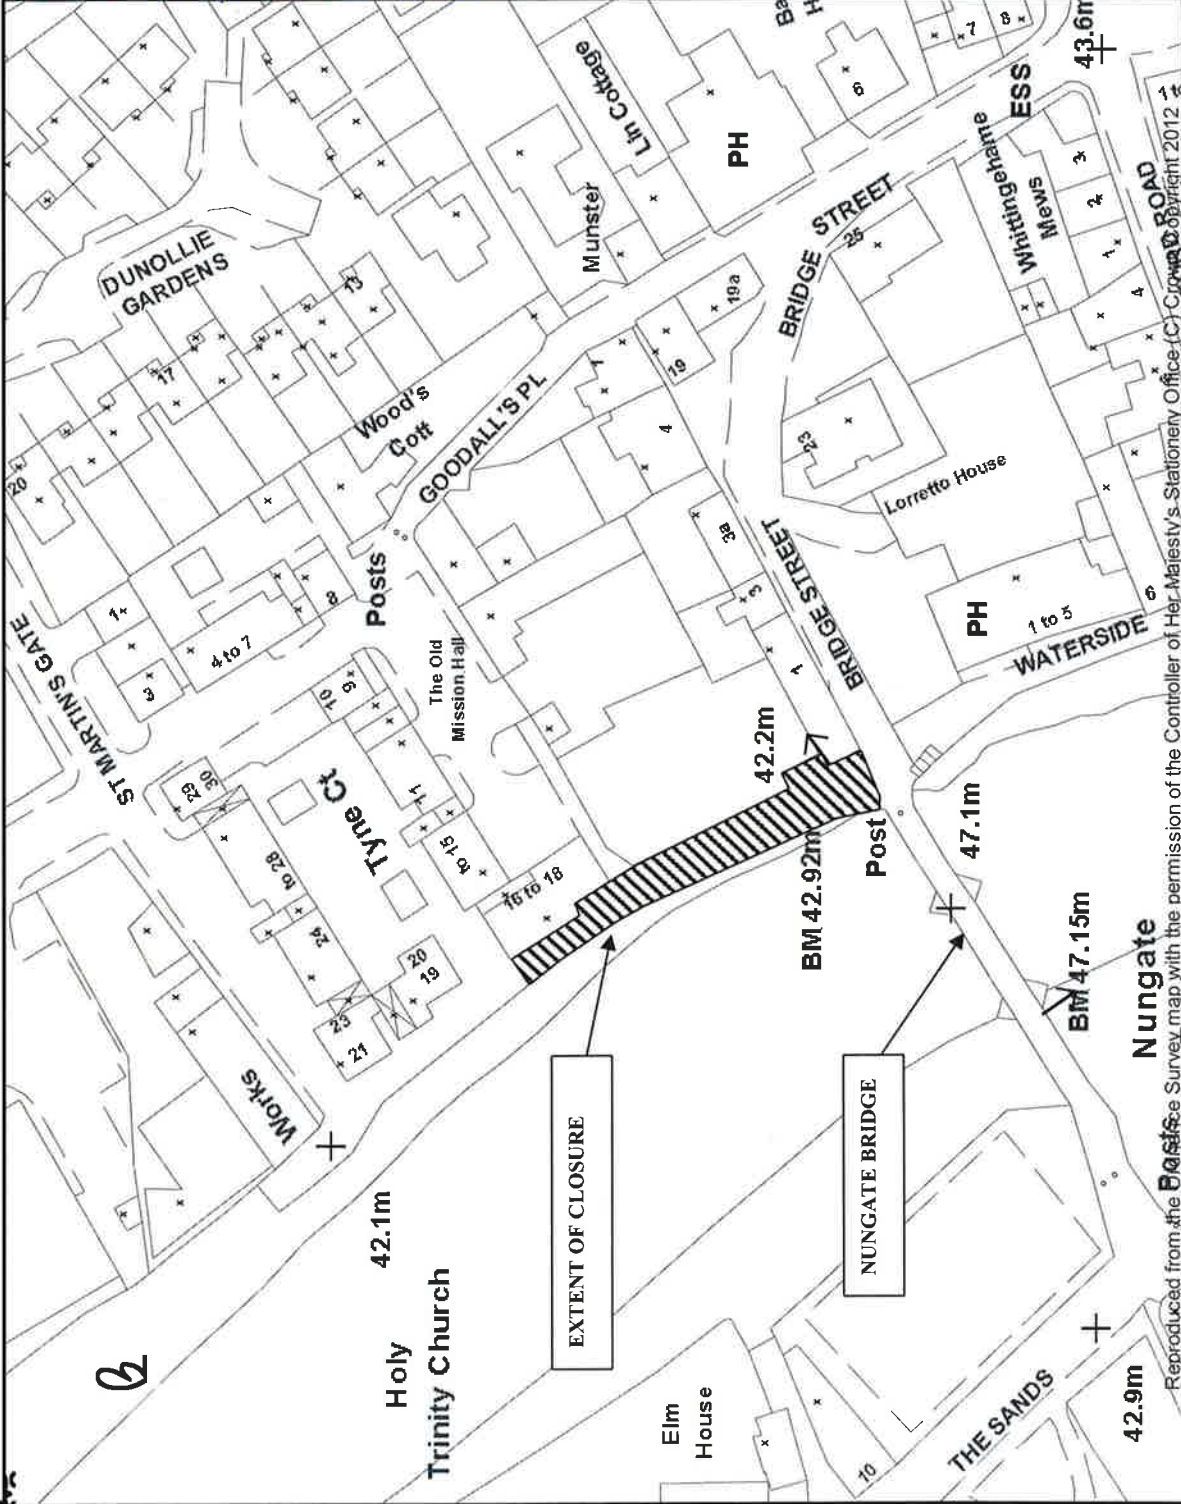 Lin Cottage
PH
6
7
8
ESS
43.6m
Whittingehame
Mews
3
2
1
4
DUNOLLIE
GARDENS
Munster
BRIDGE STREET
25
13
17
20
Wood's
Cott
GOODALL'S PL
1
19
19a
4
23
Lorretto House
3a
3
1
BRIDGE STREET
PH
1 to 5
6
WATERSIDE
ST MARTIN'S GATE
1
3
4 to 7
8
Posts
The Old
Mission Hall
10
9
11
to 15
16 to 18
Tyne Ct
29
30
to 28
24
20
19
23
21
Works
42.2m
BM 42.92m
Post
47.1m
BM 47.15m
Nungate
Posts
EXTENT OF CLOSURE
NUNGATE BRIDGE
42.1m
Holy
Trinity Church
B
Elm
House
10
THE SANDS
42.9m
Reproduced from the Ordnance Survey map with the permission of the Controller of Her Majesty's Stationery Office (C) Crown Copyright 2012